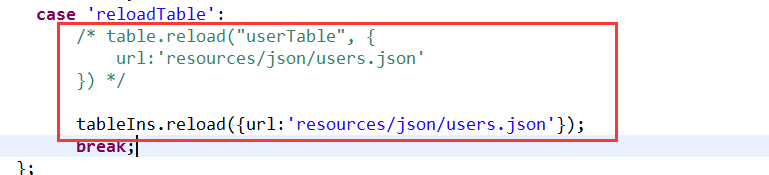 case 'reloadTable':
/* table.reload("userTable", {
url:'resources/json/users.json'
}) */
tableIns.reload({url:'resources/json/users.json'});
break;
};